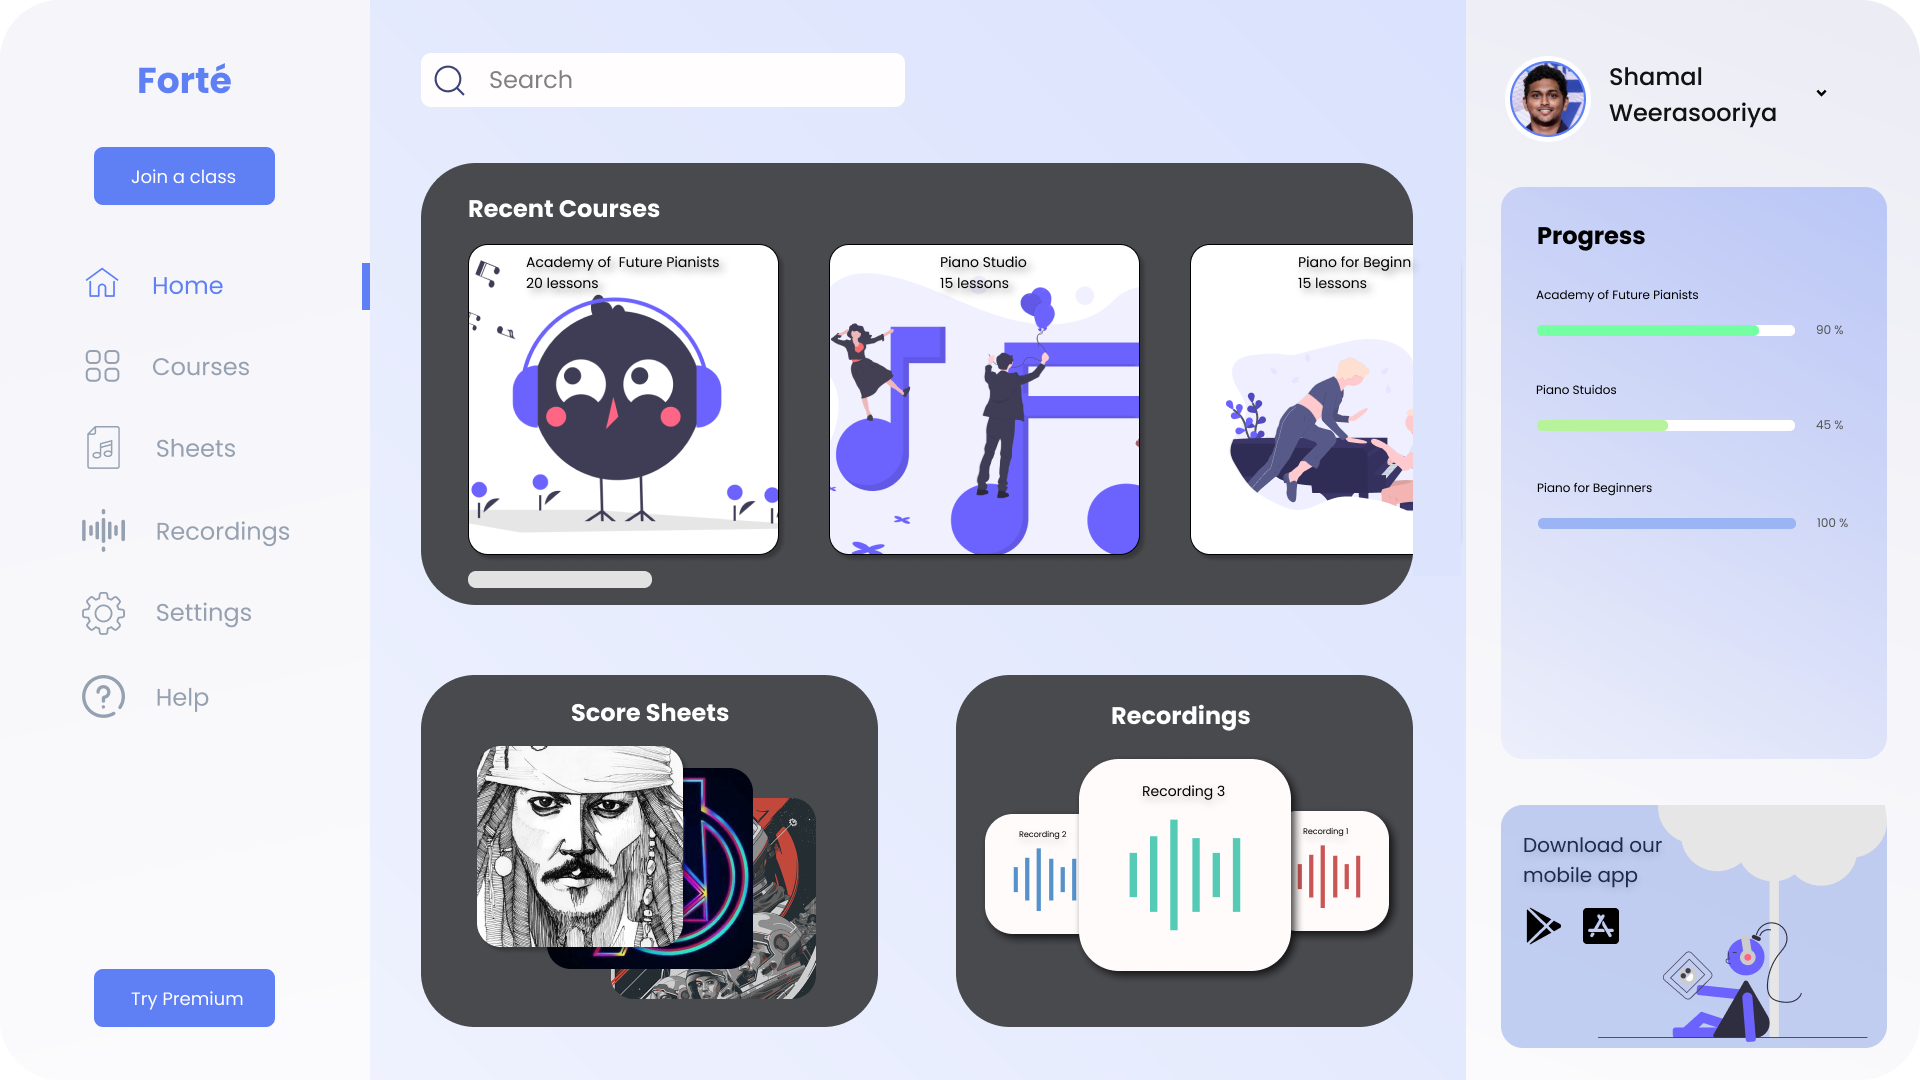 Forté
Join a class
Home
Courses
Sheets
Recordings
Settings
Help
Try Premium
Search
Recent Courses
Academy of Future Pianists
20 lessons
Piano Studio
15 lessons
Piano for Beginn
15 lessons
Score Sheets
Recordings
Recording 2
Recording 3
Recording 1
Shamal
Weerasooriya
Progress
Academy of Future Pianists
90 %
Piano Stuidos
45 %
Piano for Beginners
100 %
Download our
mobile app